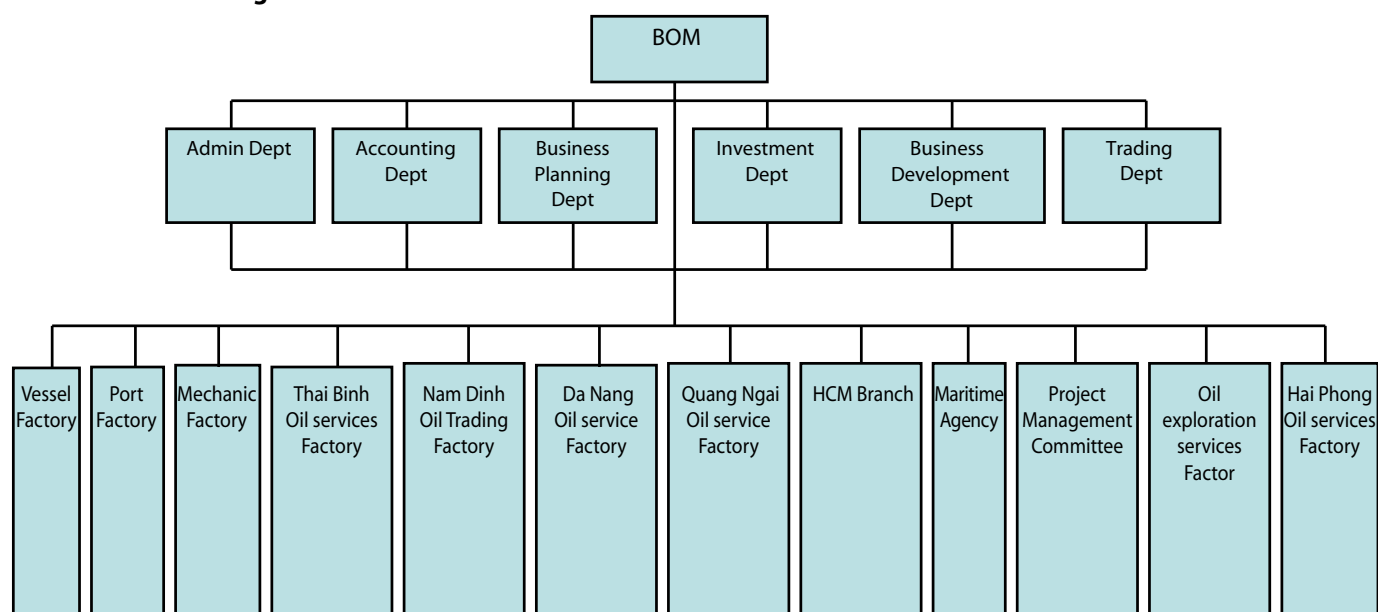 BOM
Admin Dept
Accounting
Dept
Business
Planning
Dept
Investment
Dept
Business
Development
Dept
Trading
Dept
Vessel
Factory
Port
Factory
Mechanic
Factory
Thai Binh
Oil services
Factory
Nam Dinh
Oil Trading
Factory
Da Nang
Oil service
Factory
Quang Ngai
Oil service
Factory
HCM Branch
Maritime
Agency
Project
Management
Committee
Oil
exploration
services
Factor
Hai Phong
Oil services
Factory